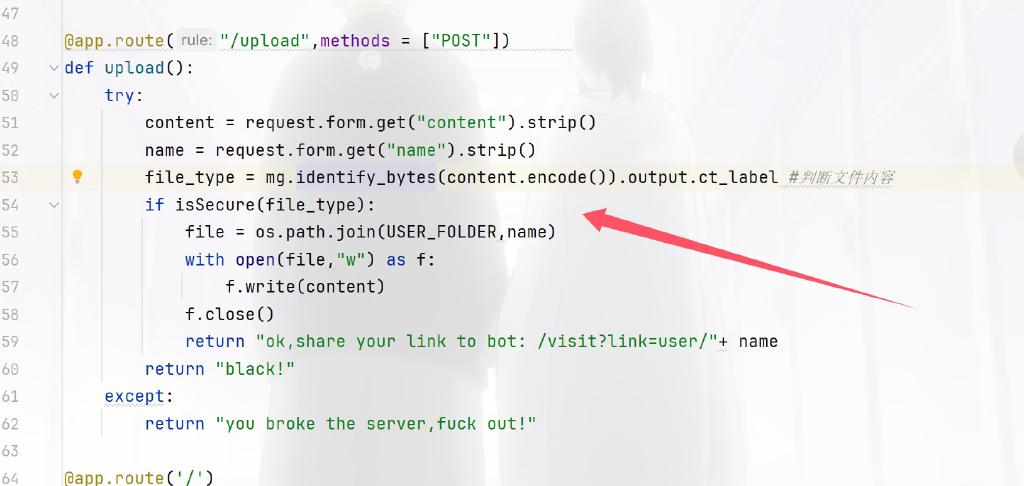 47
48 @app.route( rule: "/upload",methods = ["POST"])
49 def upload():
50 try:
51 content = request.form.get("content").strip()
52 name = request.form.get("name").strip()
53 file_type = mg.identify_bytes(content.encode()).output.ct_label #判断文件内容
54 if isSecure(file_type):
55 file = os.path.join(USER_FOLDER,name)
56 with open(file,"w") as f:
57 f.write(content)
58 f.close()
59 return "ok,share your link to bot: /visit?link=user/"+ name
60 return "black!"
61 except:
62 return "you broke the server,fuck out!"
63
64 @app.route('/')